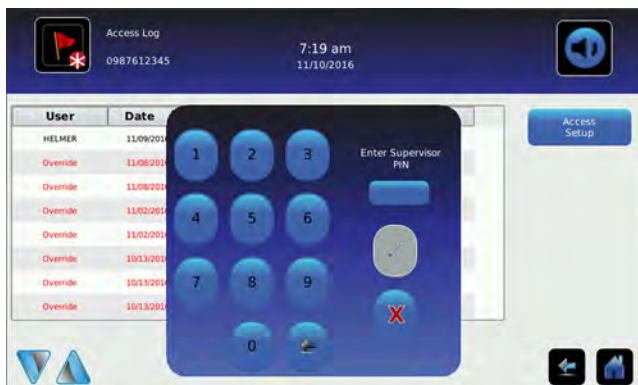 Access Log
0987612345
7:19 am
11/10/2016
User Date
HELMER 11/09/201
Override 11/08/201
Override 11/08/201
Override 11/02/201
Override 11/02/201
Override 10/13/201
Override 10/13/201
Override 10/13/201
Access
Setup
Enter Supervisor
PIN
1 2 3
4 5 6
7 8 9
0